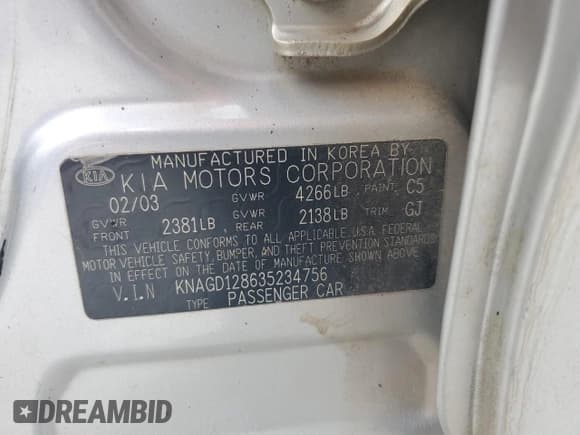 MANUFACTURED IN KOREA BY
KIA KIA MOTORS CORPORATION
02/03 GVWR 4266LB PAINT C5
GVWR FRONT 2381LB GVWR REAR 2138LB TRIM GJ
THIS VEHICLE CONFORMS TO ALL APPLICABLE U.S.A FEDERAL
MOTOR VEHICLE SAFETY, BUMPER, AND THEFT PREVENTION STANDARDS
IN EFFECT ON THE DATE OF MANUFACTURE SHOWN ABOVE
V.I.N KNAGD128635234756
TYPE PASSENGER CAR
DREAMBID